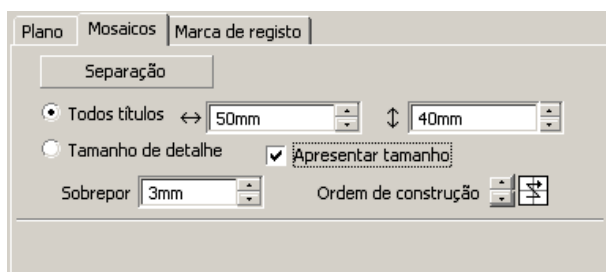 Plano Mosaicos Marca de registo
Separação
Todos títulos 50mm 40mm
Tamanho de detalhe Apresentar tamanho
Sobrepor 3mm Ordem de construção